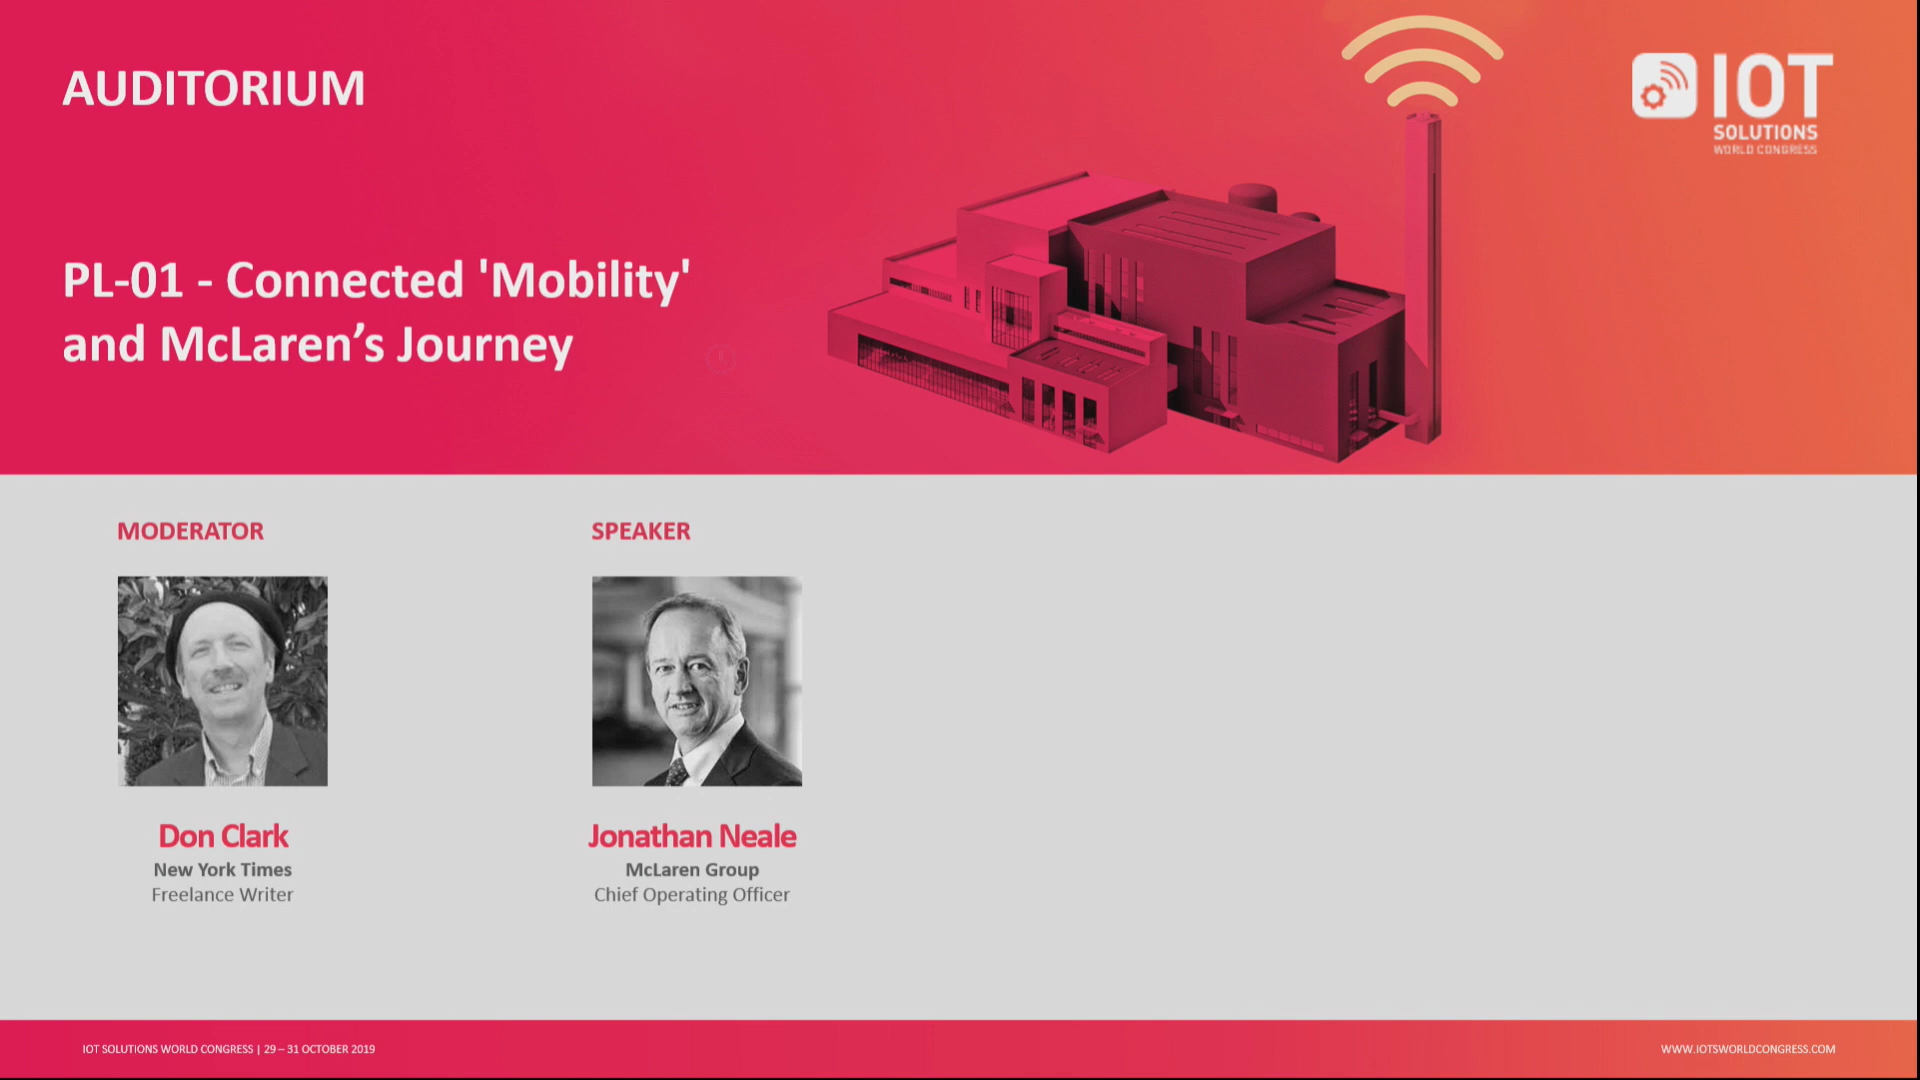 AUDITORIUM
IOT
SOLUTIONS
WORLD CONGRESS
PL-01 - Connected 'Mobility'
and McLaren’s Journey
MODERATOR
SPEAKER
Don Clark
New York Times
Freelance Writer
Jonathan Neale
McLaren Group
Chief Operating Officer
IOT SOLUTIONS WORLD CONGRESS | 29 – 31 OCTOBER 2019
WWW.IOTSWORLDCONGRESS.COM